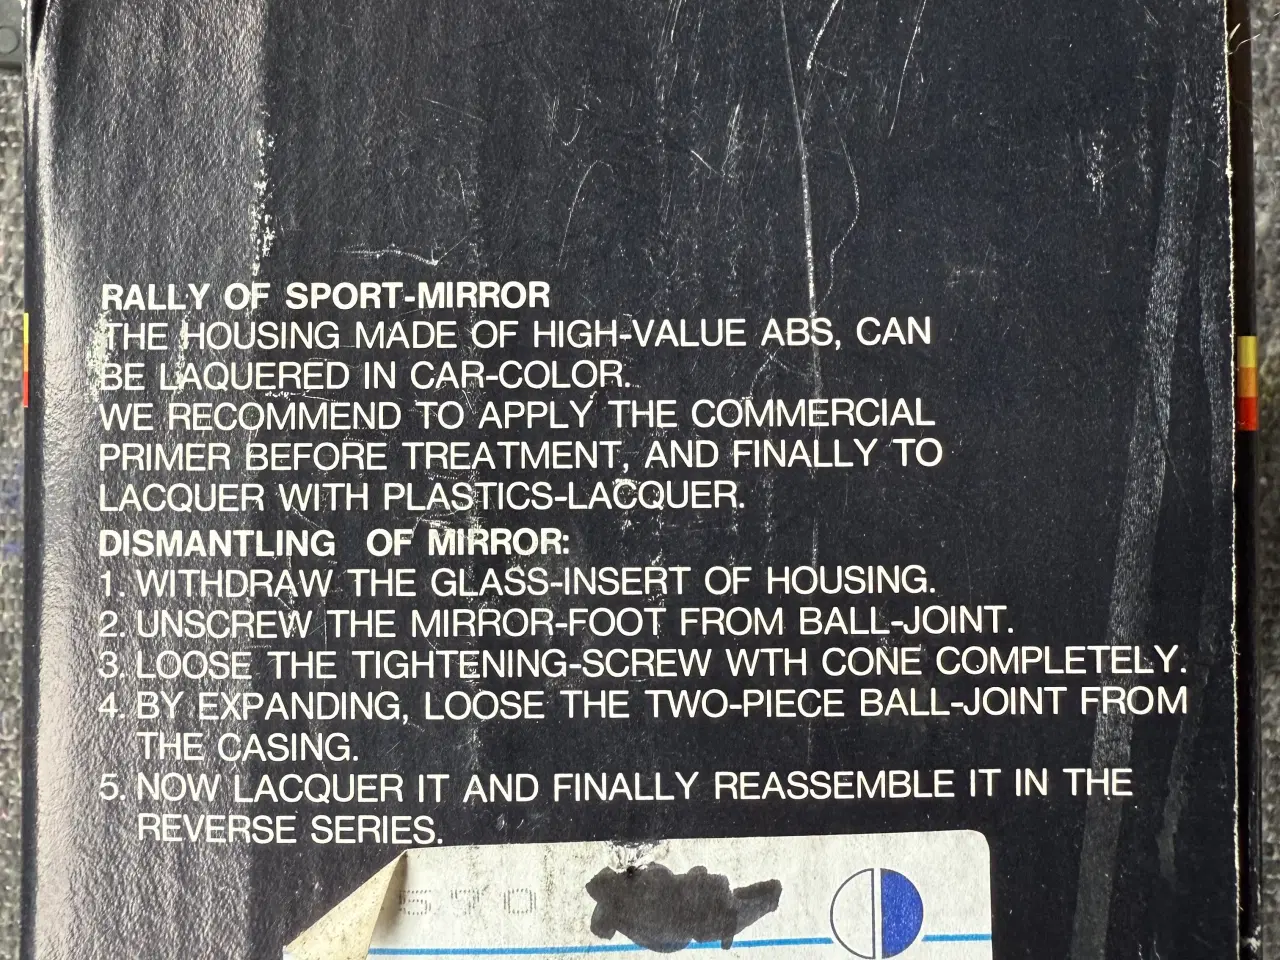 RALLY OF SPORT-MIRROR
THE HOUSING MADE OF HIGH-VALUE ABS, CAN
BE LAQUERED IN CAR-COLOR.
WE RECOMMEND TO APPLY THE COMMERCIAL
PRIMER BEFORE TREATMENT, AND FINALLY TO
LACQUER WITH PLASTICS-LACQUER.
DISMANTLING OF MIRROR:
1. WITHDRAW THE GLASS-INSERT OF HOUSING.
2. UNSCREW THE MIRROR-FOOT FROM BALL-JOINT.
3. LOOSE THE TIGHTENING-SCREW WTH CONE COMPLETELY.
4. BY EXPANDING, LOOSE THE TWO-PIECE BALL-JOINT FROM
THE CASING.
5. NOW LACQUER IT AND FINALLY REASSEMBLE IT IN THE
REVERSE SERIES.
570